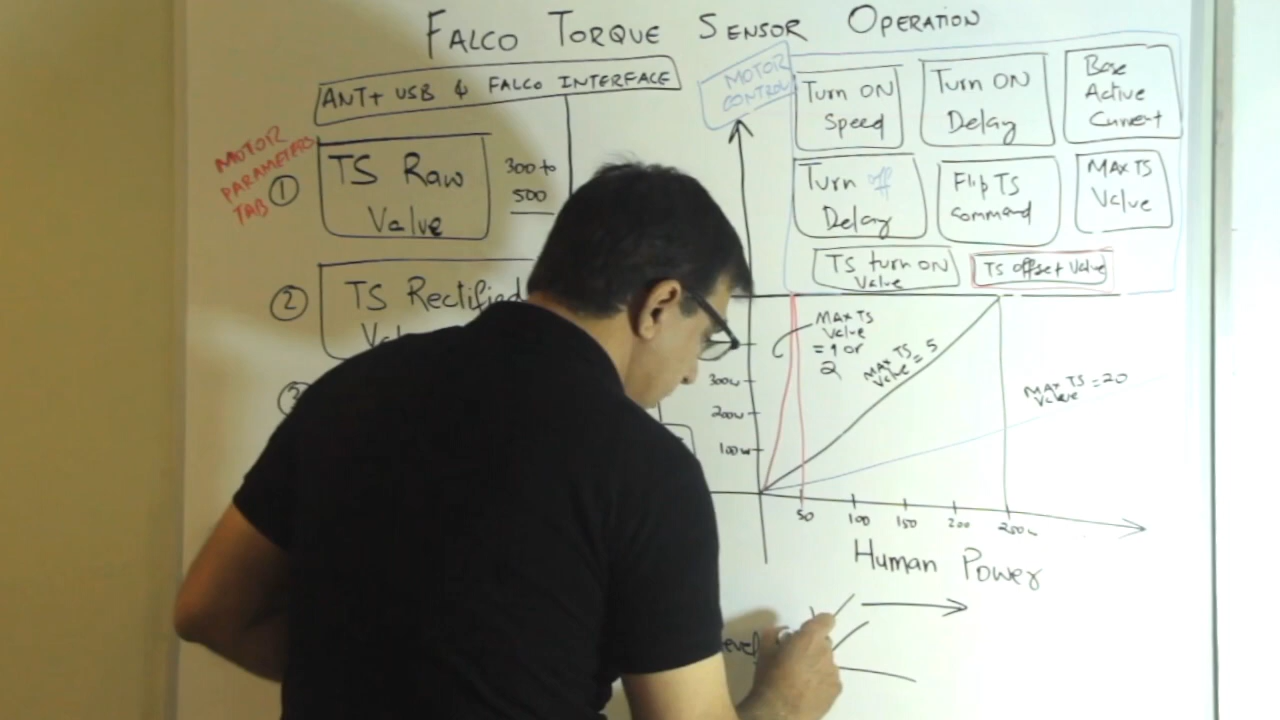 FALCO TORQUE SENSOR OPERATION
ANT+ USB & FALCO INTERFACE
MOTOR
PARAMETERS
TAB
①
TS Raw
Value
300 to
500
②
TS Rectified
MOTOR
CONTROL
Turn ON
Speed
Turn ON
Delay
Base
Active
Current
Turn off
Delay
Flip TS
Command
MAX TS
Value
TS turn ON
Value
TS offset Value
MAX TS
Value
= 1 or
2
MAX TS
Value = 5
MAX TS
Value = 20
300w
200w
100w
50
100
150
200
250w
Human Power